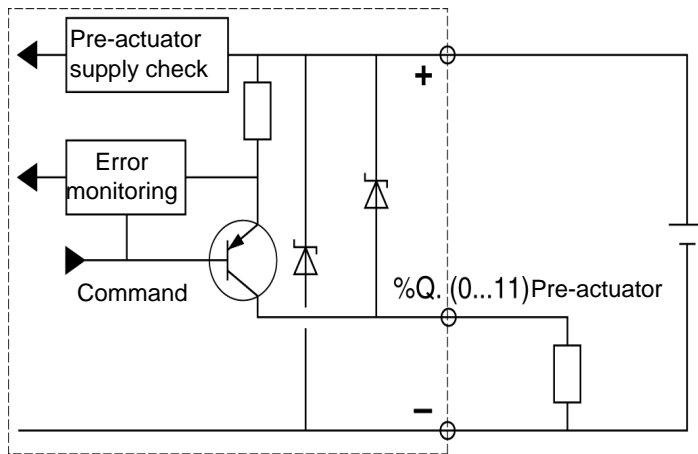 Pre-actuator
supply check
+
Error
monitoring
Command
%Q. (0...11) Pre-actuator
−